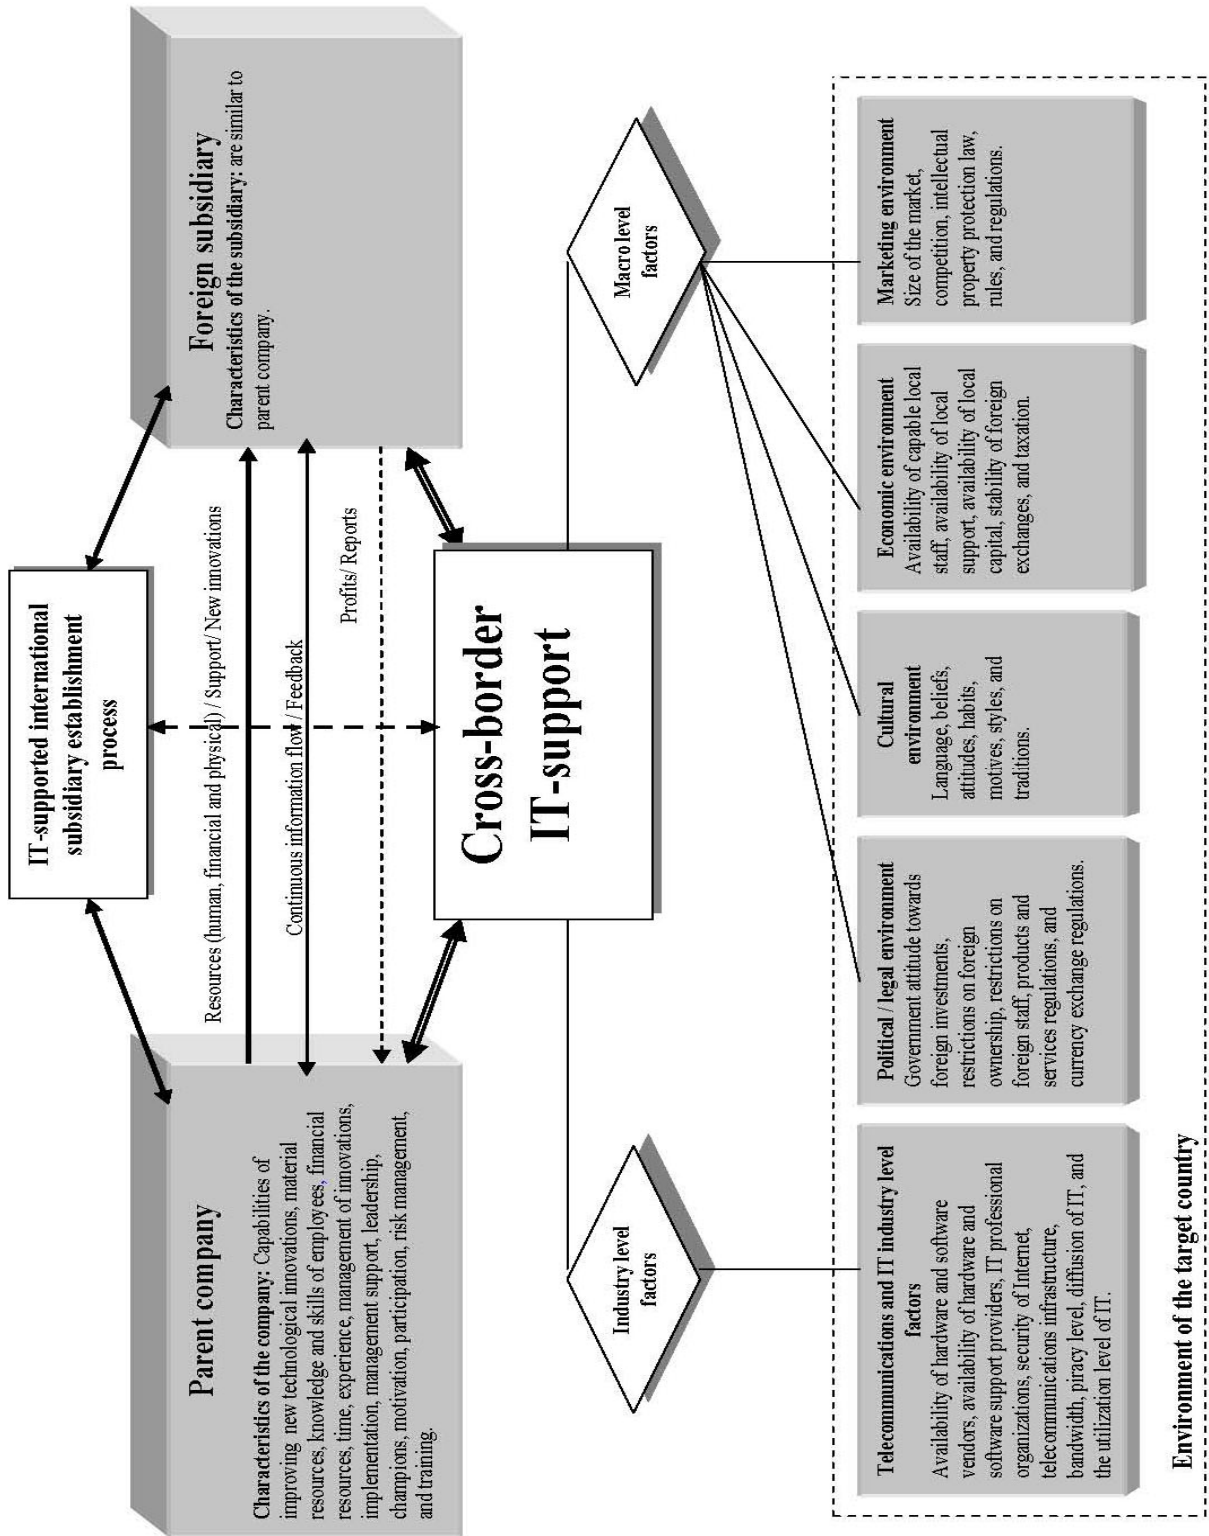 IT-supported international
subsidiary establishment
process
Parent company
Characteristics of the company: Capabilities of
improving new technological innovations, material
resources, knowledge and skills of employees, financial
resources, time, experience, management of innovations,
implementation, management support, leadership,
champions, motivation, participation, risk management,
and training.
Resources (human, financial and physical) / Support/ New innovations
Continuous information flow / Feedback
Profits/ Reports
Foreign subsidiary
Characteristics of the subsidiary: are similar to
parent company.
Cross-border
IT-support
Industry level
factors
Macro level
factors
Telecommunications and IT industry level
factors
Availability of hardware and software
vendors, availability of hardware and
software support providers, IT professional
organizations, security of Internet,
telecommunications infrastructure,
bandwidth, piracy level, diffusion of IT, and
the utilization level of IT.
Political / legal environment
Government attitude towards
foreign investments,
restrictions on foreign
ownership, restrictions on
foreign staff, products and
services regulations, and
currency exchange regulations.
Cultural
environment
Language, beliefs,
attitudes, habits,
motives, styles, and
traditions.
Economic environment
Availability of capable local
staff, availability of local
support, availability of local
capital, stability of foreign
exchanges, and taxation.
Marketing environment
Size of the market,
competition, intellectual
property protection law,
rules, and regulations.
Environment of the target country